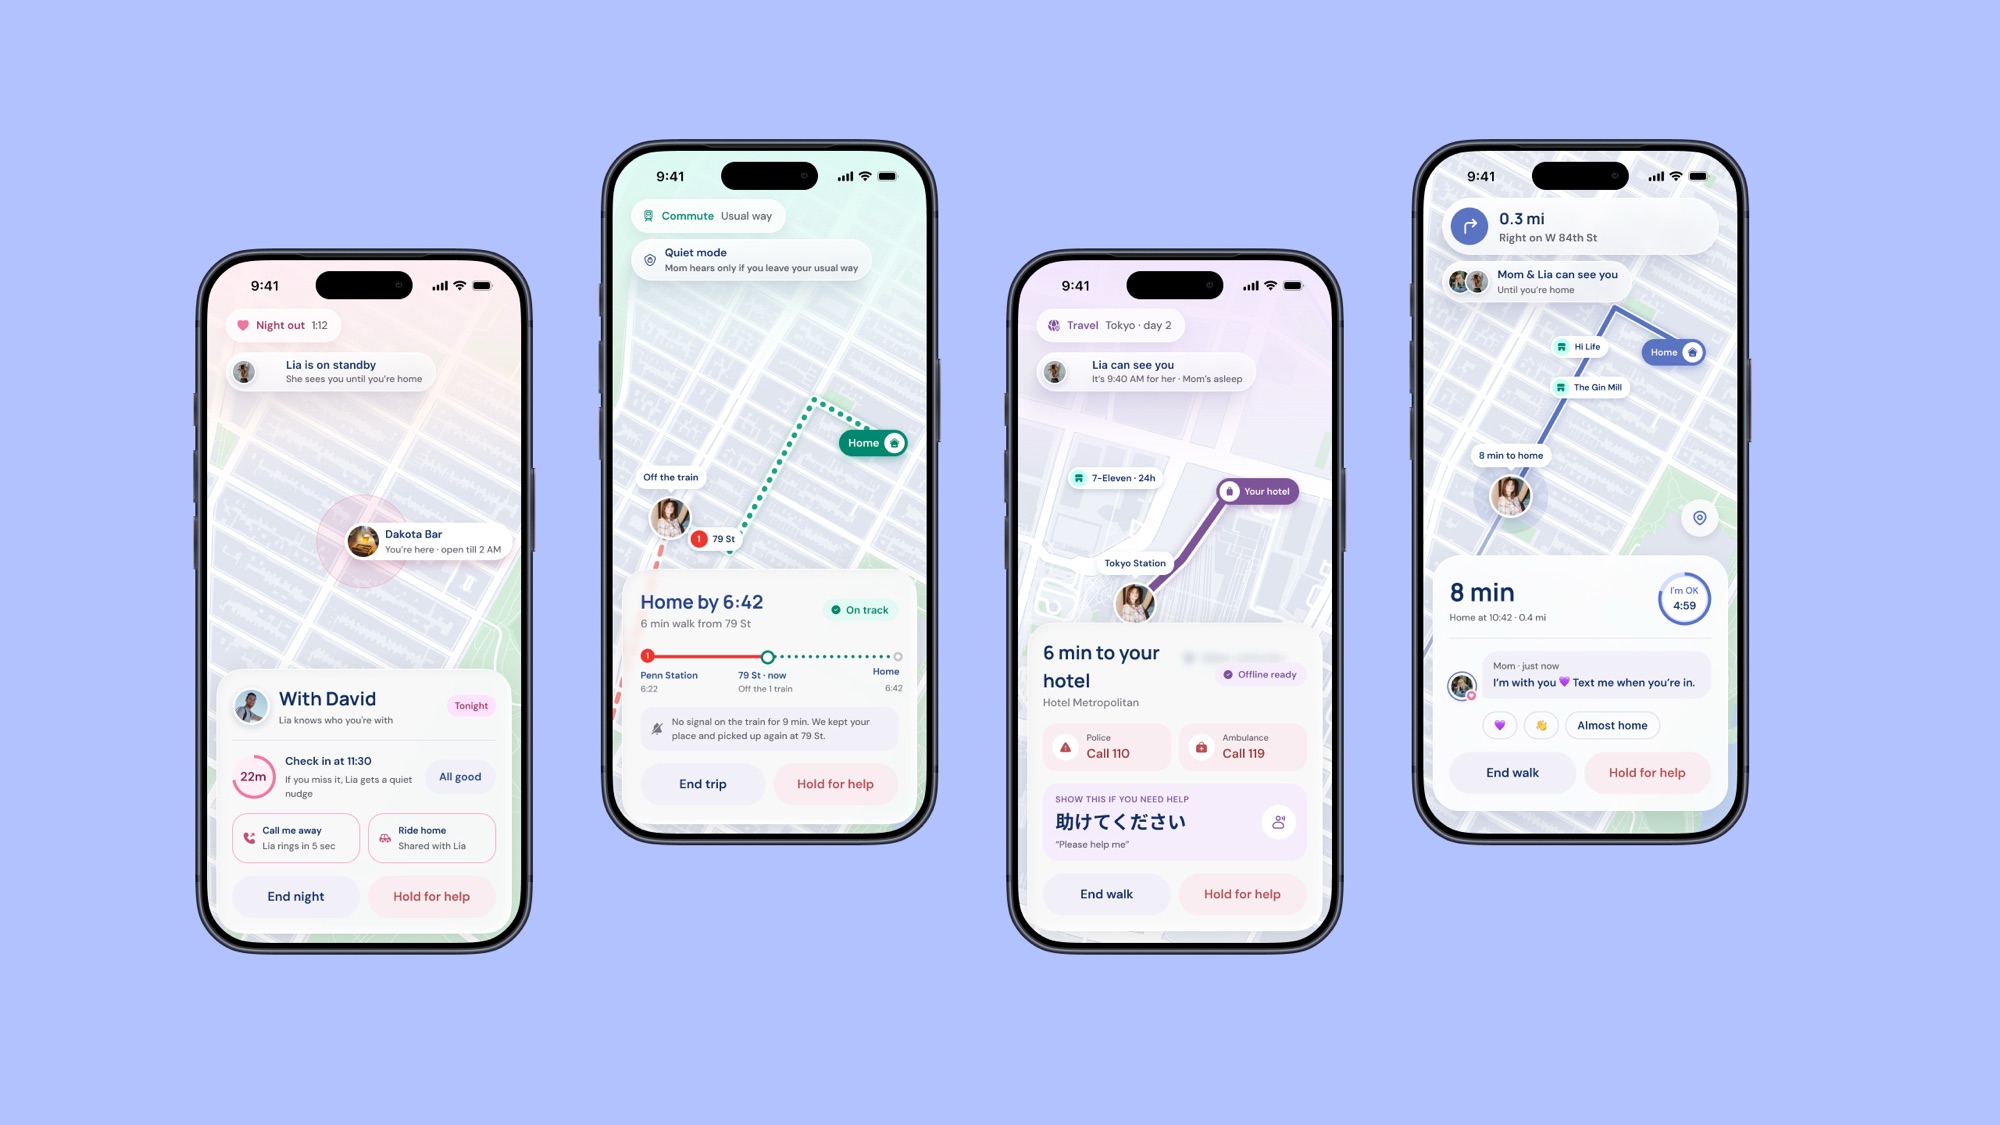 9:41
Night out 1:12
Lia is on standby
She sees you until you're home
Dakota Bar
You're here · open till 2 AM
With David
Lia knows who you're with
Tonight
22m
Check in at 11:30
If you miss it, Lia gets a quiet
nudge
All good
Call me away
Lia rings in 5 sec
Ride home
Shared with Lia
End night
Hold for help
9:41
Commute Usual way
Quiet mode
Mom hears only if you leave your usual way
Home
Off the train
1 79 St
Home by 6:42
6 min walk from 79 St
On track
1
Penn Station
6:22
79 St · now
Off the 1 train
Home
6:42
No signal on the train for 9 min. We kept your
place and picked up again at 79 St.
End trip
Hold for help
9:41
Travel Tokyo · day 2
Lia can see you
It's 9:40 AM for her · Mom's asleep
7-Eleven · 24h
Your hotel
Tokyo Station
6 min to your
hotel
Hotel Metropolitan
Offline ready
Police
Call 110
Ambulance
Call 119
SHOW THIS IF YOU NEED HELP
助けてください
"Please help me"
End walk
Hold for help
9:41
0.3 mi
Right on W 84th St
Mom & Lia can see you
Until you're home
Hi Life
Home
The Gin Mill
8 min to home
8 min
Home at 10:42 · 0.4 mi
I'm OK
4:59
Mom · just now
I'm with you 💜 Text me when you're in.
💜
👋
Almost home
End walk
Hold for help